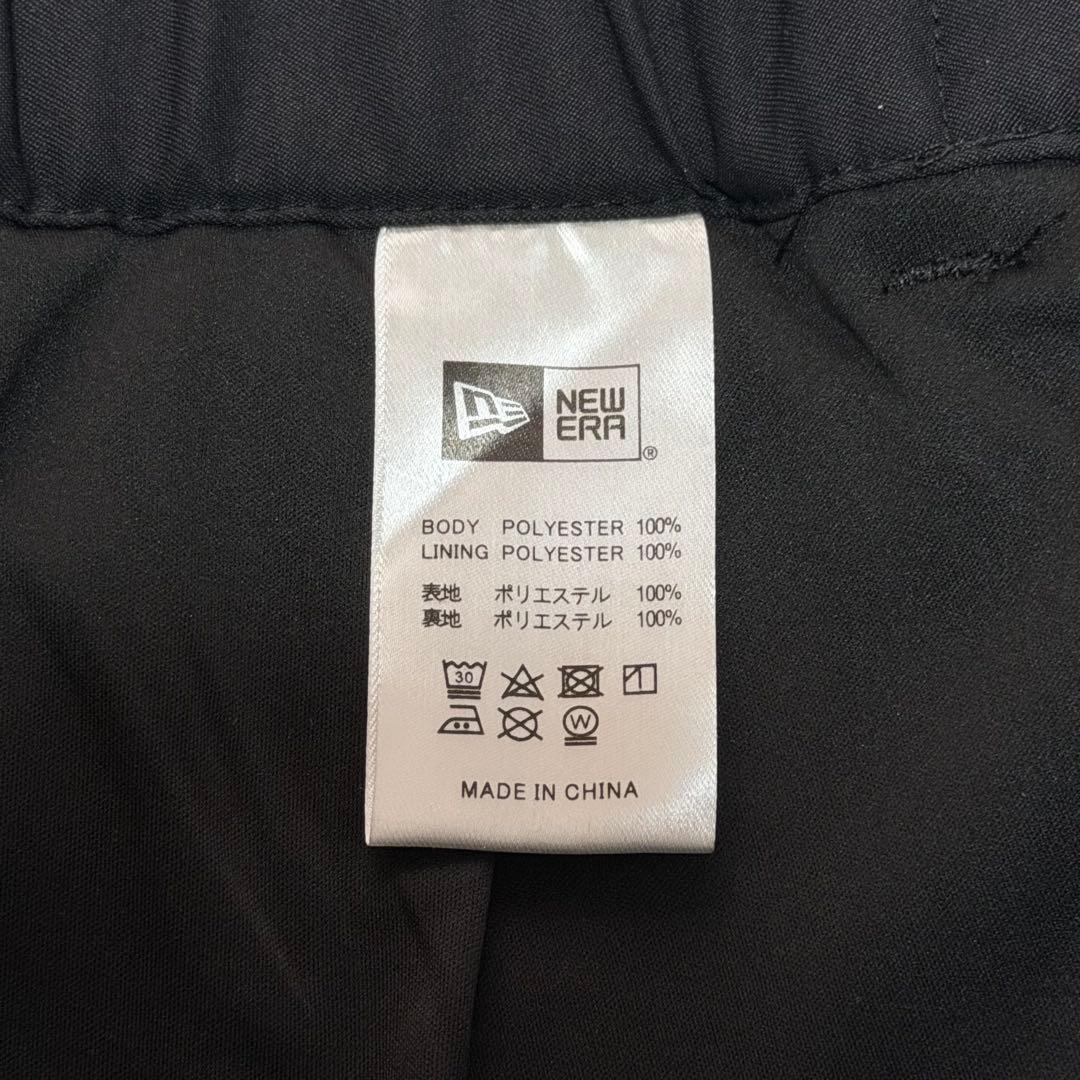 NEW
ERA
®
BODY POLYESTER 100%
LINING POLYESTER 100%
表地 ポリエステル 100%
裏地 ポリエステル 100%
30
W
MADE IN CHINA